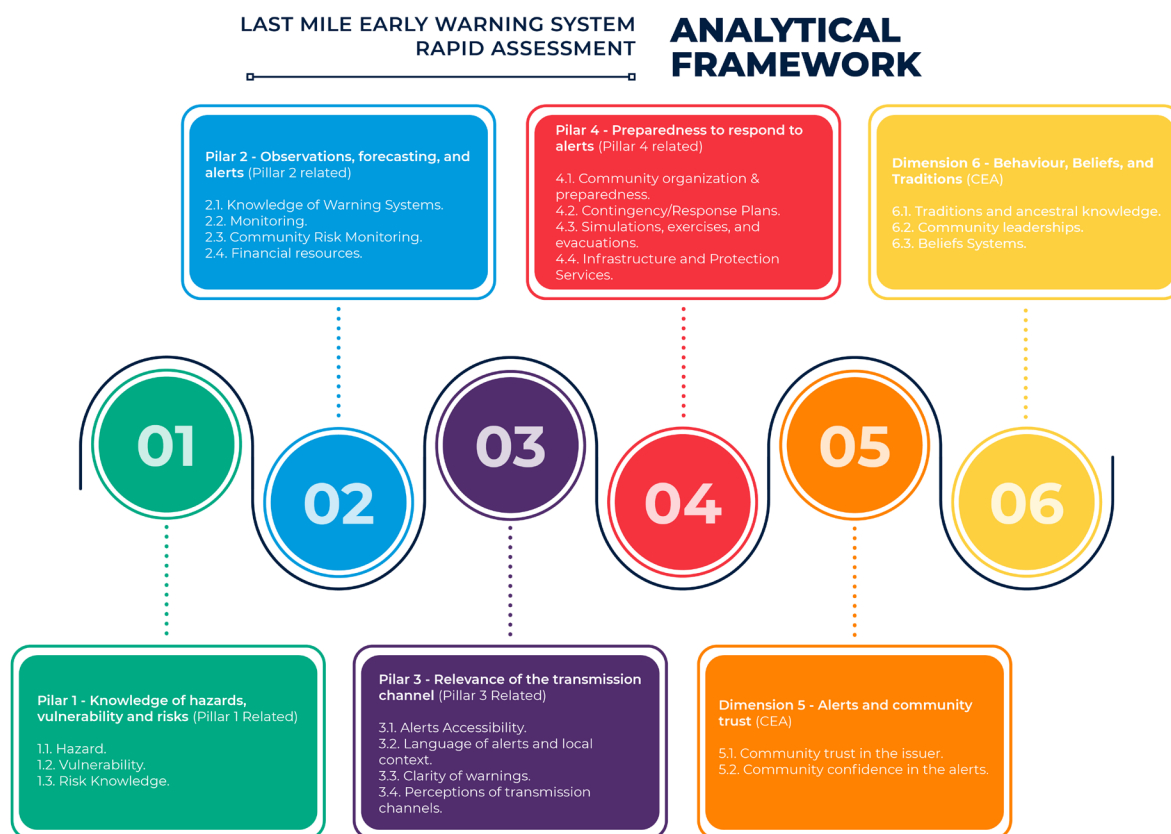 LAST MILE EARLY WARNING SYSTEM
RAPID ASSESSMENT
ANALYTICAL
FRAMEWORK
Pilar 2 - Observations, forecasting, and
alerts (Pillar 2 related)
2.1. Knowledge of Warning Systems.
2.2. Monitoring.
2.3. Community Risk Monitoring.
2.4. Financial resources.
Pilar 4 - Preparedness to respond to
alerts (Pillar 4 related)
4.1. Community organization &
preparedness.
4.2. Contingency/Response Plans.
4.3. Simulations, exercises, and
evacuations.
4.4. Infrastructure and Protection
Services.
Dimension 6 - Behaviour, Beliefs, and
Traditions (CEA)
6.1. Traditions and ancestral knowledge.
6.2. Community leaderships.
6.3. Beliefs Systems.
01
02
03
04
05
06
Pilar 1 - Knowledge of hazards,
vulnerability and risks (Pillar 1 Related)
1.1. Hazard.
1.2. Vulnerability.
1.3. Risk Knowledge.
Pilar 3 - Relevance of the transmission
channel (Pillar 3 Related)
3.1. Alerts Accessibility.
3.2. Language of alerts and local
context.
3.3. Clarity of warnings.
3.4. Perceptions of transmission
channels.
Dimension 5 - Alerts and community
trust (CEA)
5.1. Community trust in the issuer.
5.2. Community confidence in the alerts.